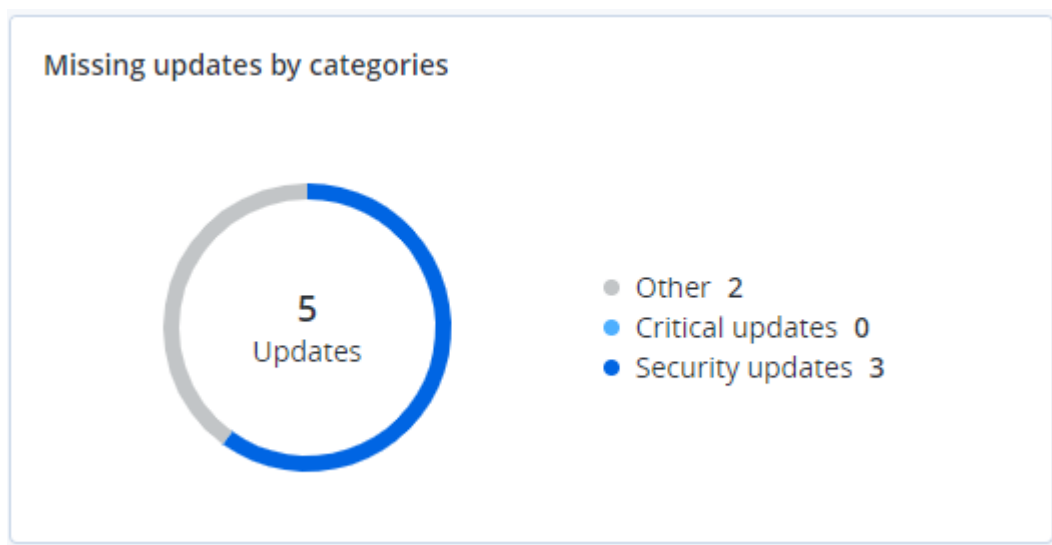 Missing updates by categories
5
Updates
Other 2
Critical updates 0
Security updates 3